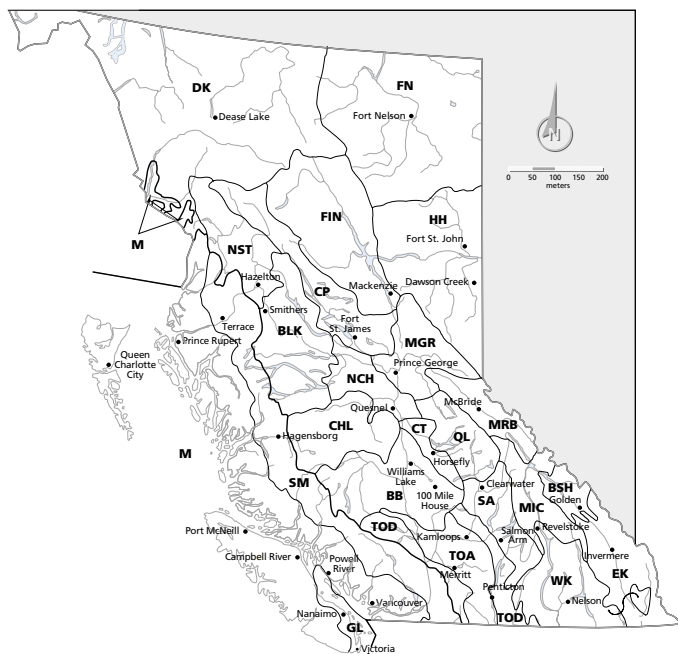 DK
FN
Dease Lake
Fort Nelson
N
0 50 100 200
meters
FIN
HH
M
NST
Fort St. John
Hazelton
CP
Mackenzie
Dawson Creek
Smithers
Terrace
BLK
Fort
St. James
Prince Rupert
MGR
Queen
Charlotte
City
NCH
Prince George
McBride
Quesnel
CHL
CT
MRB
Hagensborg
QL
M
Horsefly
Williams
Lake
SM
Clearwater
BSH
BB
100 Mile
House
SA
MIC
Golden
Port McNeill
TOD
Kamloops
Salmon
Arm
Revelstoke
Campbell River
Powell
River
TOA
Invermere
Merritt
WK
EK
Penticton
Vancouver
Nelson
Nanaimo
GL
TOD
Victoria